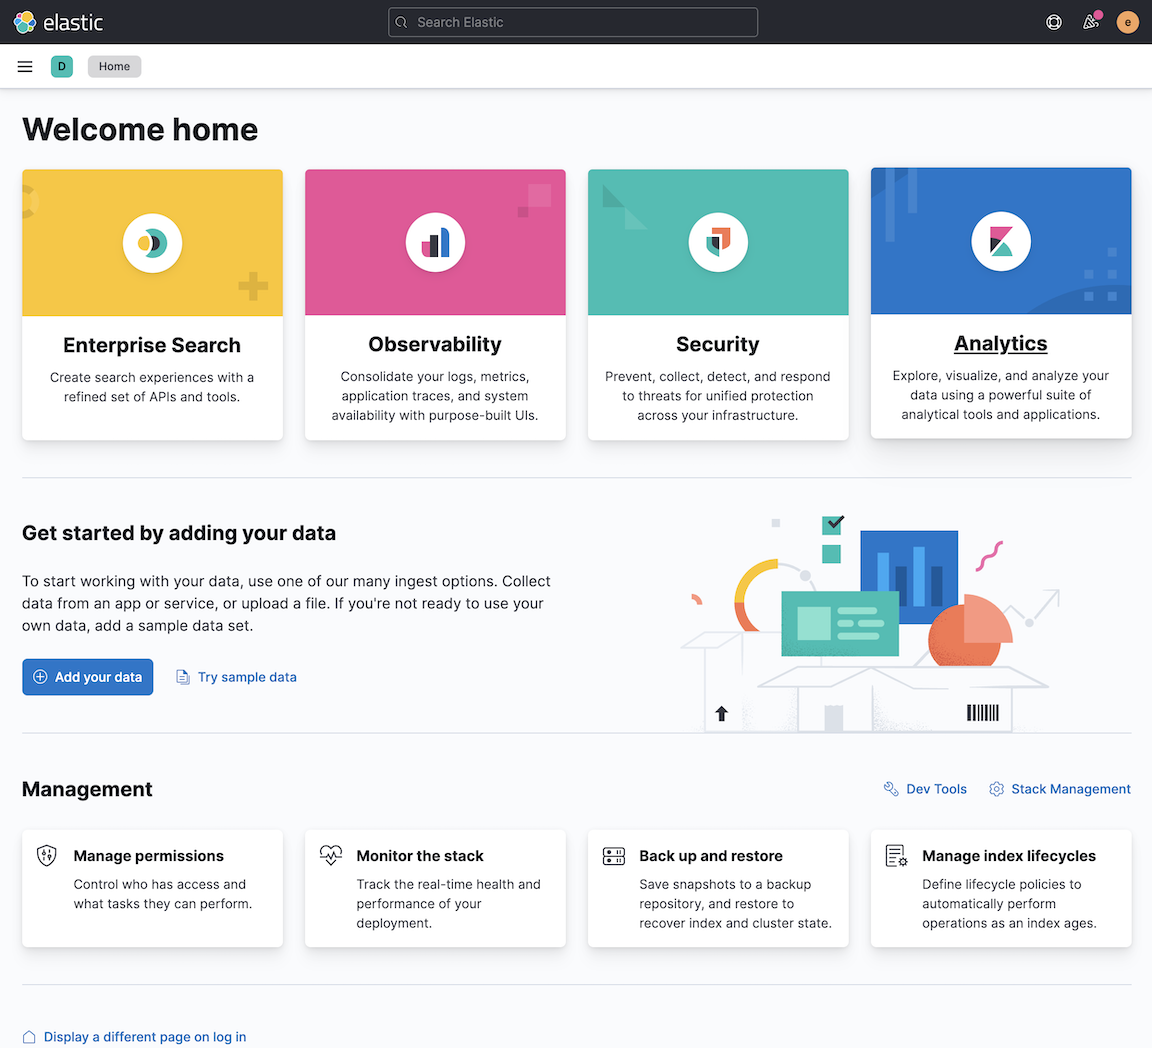 elastic
Search Elastic
e
D
Home
Welcome home
Enterprise Search
Create search experiences with a
refined set of APIs and tools.
Observability
Consolidate your logs, metrics,
application traces, and system
availability with purpose-built UIs.
Security
Prevent, collect, detect, and respond
to threats for unified protection
across your infrastructure.
Analytics
Explore, visualize, and analyze your
data using a powerful suite of
analytical tools and applications.
Get started by adding your data
To start working with your data, use one of our many ingest options. Collect
data from an app or service, or upload a file. If you're not ready to use your
own data, add a sample data set.
Add your data
Try sample data
Management
Dev Tools
Stack Management
Manage permissions
Control who has access and
what tasks they can perform.
Monitor the stack
Track the real-time health and
performance of your
deployment.
Back up and restore
Save snapshots to a backup
repository, and restore to
recover index and cluster state.
Manage index lifecycles
Define lifecycle policies to
automatically perform
operations as an index ages.
Display a different page on log in